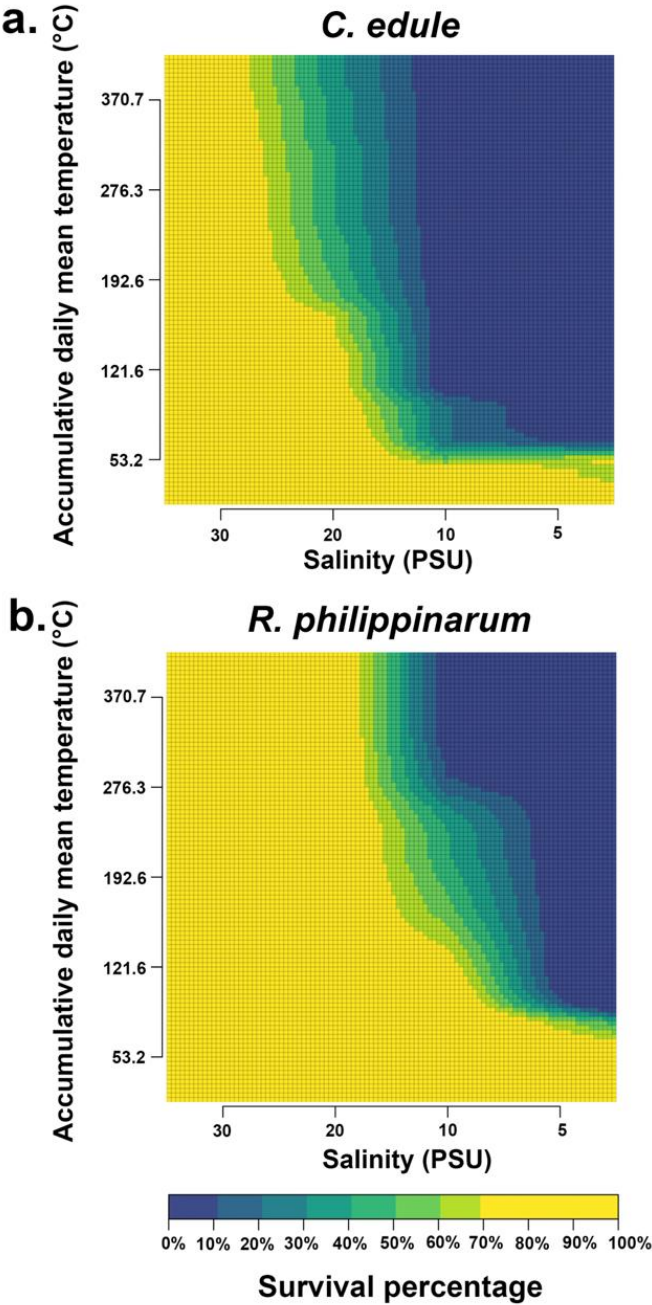 a.
C. edule
Accumulative daily mean temperature (°C)
370.7
276.3
192.6
121.6
53.2
30 20 10 5
Salinity (PSU)
b.
R. philippinarum
Accumulative daily mean temperature (°C)
370.7
276.3
192.6
121.6
53.2
30 20 10 5
Salinity (PSU)
0% 10% 20% 30% 40% 50% 60% 70% 80% 90% 100%
Survival percentage